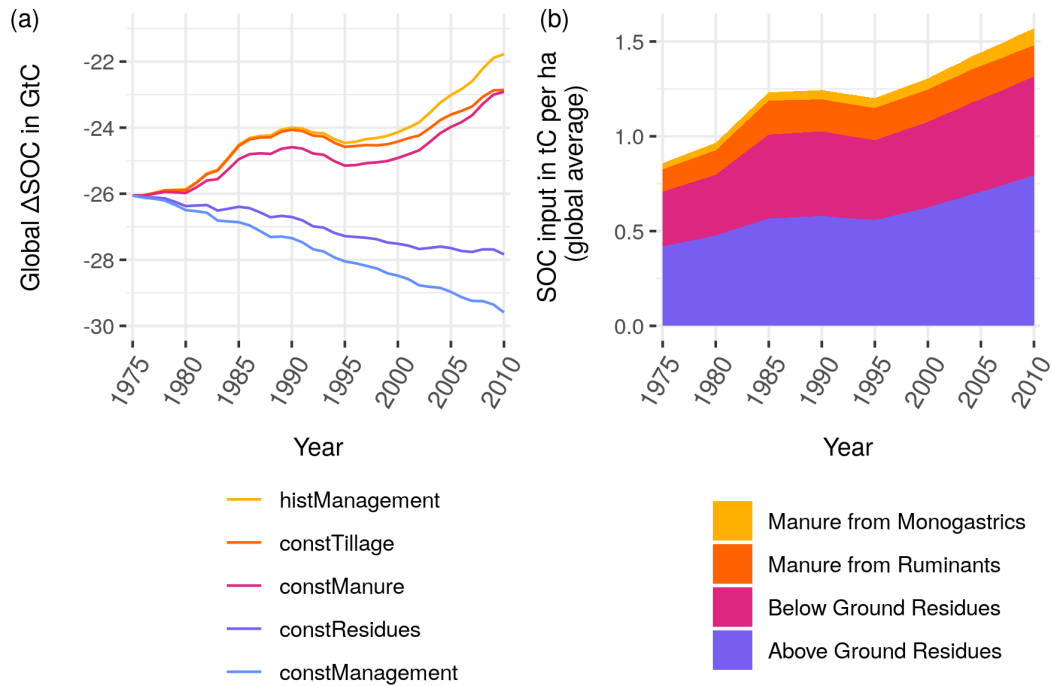 (a)
Global ΔSOC in GtC
-22
-24
-26
-28
-30
1975
1980
1985
1990
1995
2000
2005
2010
Year
histManagement
constTillage
constManure
constResidues
constManagement
(b)
SOC input in tC per ha
(global average)
1.5
1.0
0.5
0.0
1975
1980
1985
1990
1995
2000
2005
2010
Year
Manure from Monogastrics
Manure from Ruminants
Below Ground Residues
Above Ground Residues